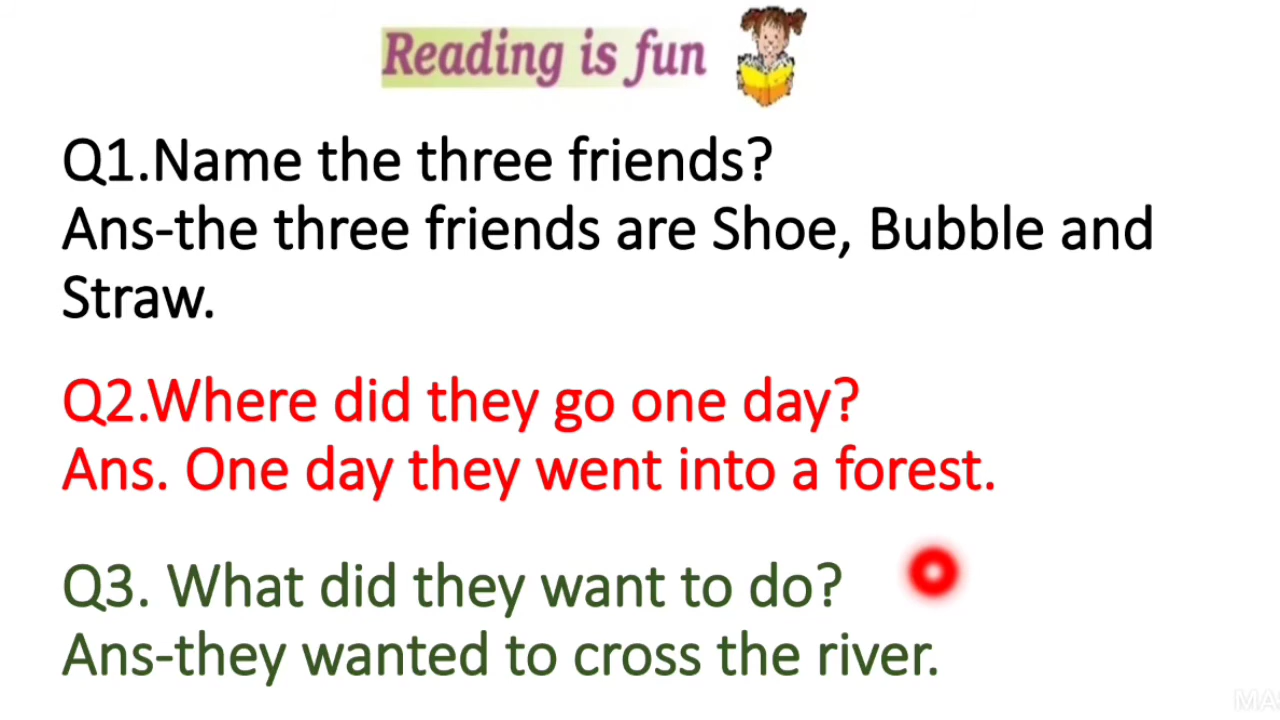 Reading is fun
Q1.Name the three friends?
Ans-the three friends are Shoe, Bubble and
Straw.
Q2.Where did they go one day?
Ans. One day they went into a forest.
Q3. What did they want to do?
Ans-they wanted to cross the river.